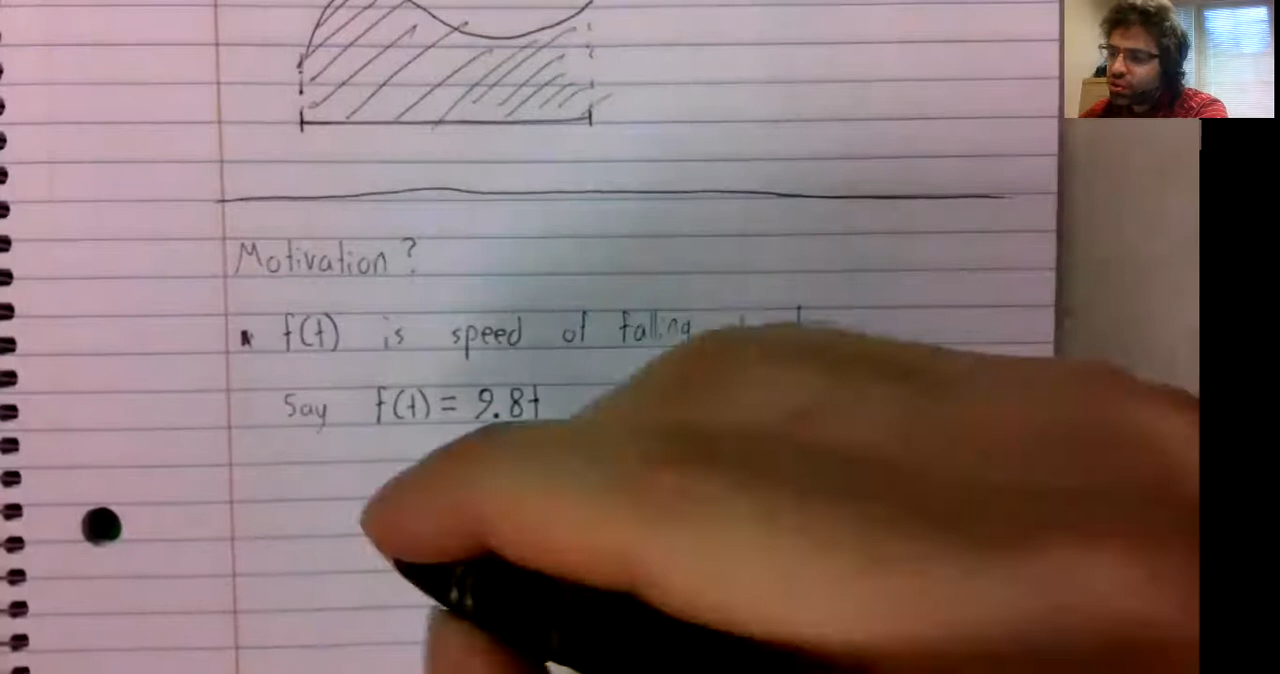 Motivation?
* f(t) is speed of falling
Say f(t) = 9.8t